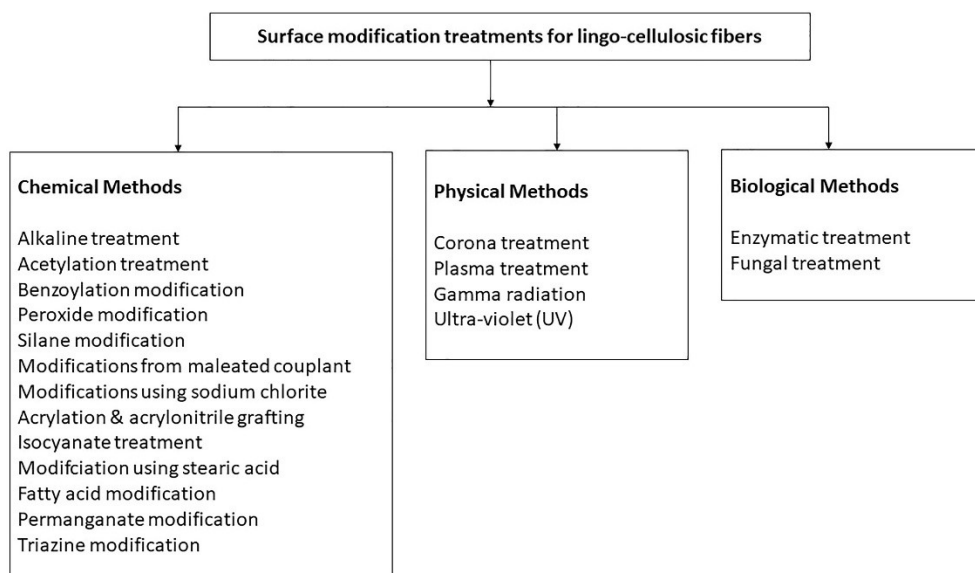 Surface modification treatments for lingo-cellulosic fibers
Chemical Methods
Alkaline treatment
Acetylation treatment
Benzoylation modification
Peroxide modification
Silane modification
Modifications from maleated couplant
Modifications using sodium chlorite
Acrylation & acrylonitrile grafting
Isocyanate treatment
Modifciation using stearic acid
Fatty acid modification
Permanganate modification
Triazine modification
Physical Methods
Corona treatment
Plasma treatment
Gamma radiation
Ultra-violet (UV)
Biological Methods
Enzymatic treatment
Fungal treatment